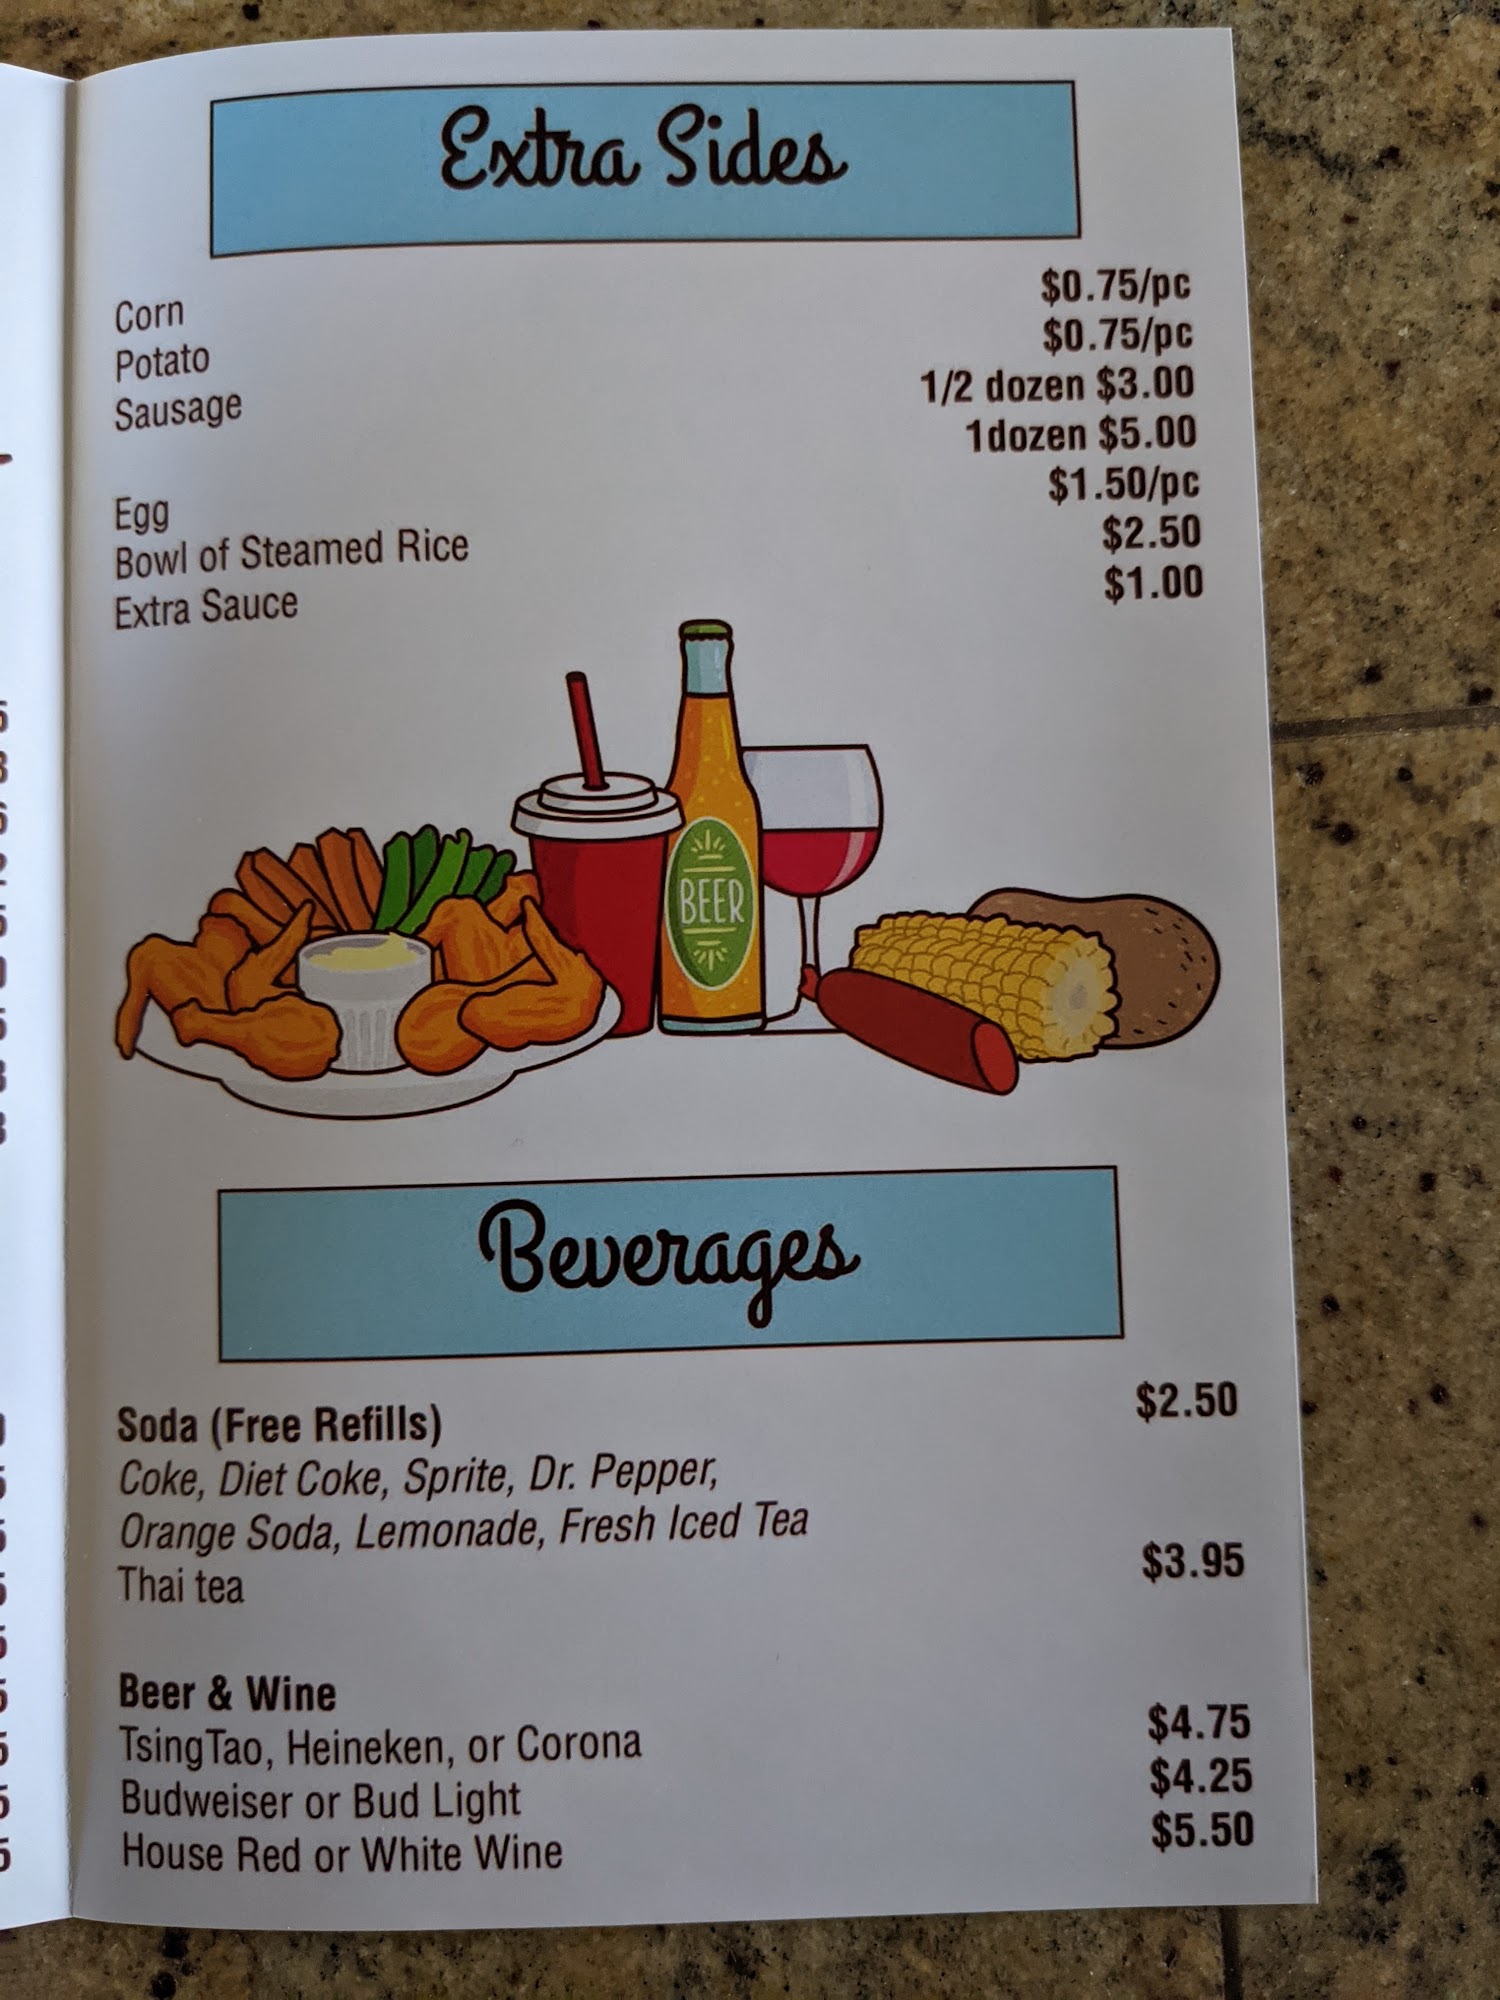 Extra Sides
Corn $0.75/pc
Potato $0.75/pc
Sausage 1/2 dozen $3.00
1dozen $5.00
Egg $1.50/pc
Bowl of Steamed Rice $2.50
Extra Sauce $1.00
BEER
Beverages
Soda (Free Refills) $2.50
Coke, Diet Coke, Sprite, Dr. Pepper,
Orange Soda, Lemonade, Fresh Iced Tea
Thai tea $3.95
Beer & Wine
TsingTao, Heineken, or Corona $4.75
Budweiser or Bud Light $4.25
House Red or White Wine $5.50